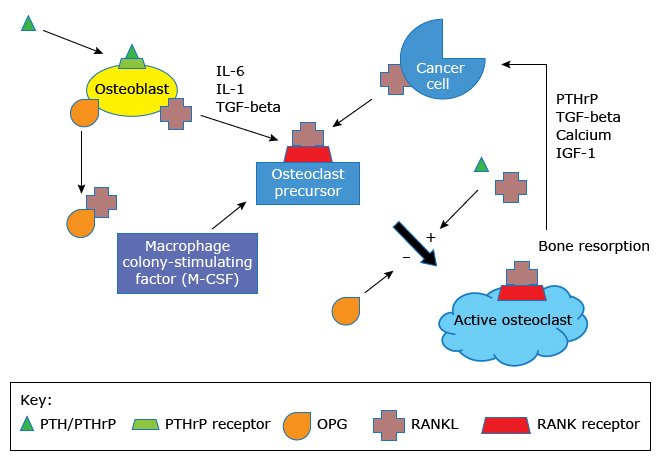 Osteoblast
IL-6
IL-1
TGF-beta
Cancer
cell
PTHrP
TGF-beta
Calcium
IGF-1
Osteoclast
precursor
Macrophage
colony-stimulating
factor (M-CSF)
+
–
Bone resorption
Active osteoclast
Key:
PTH/PTHrP
PTHrP receptor
OPG
RANKL
RANK receptor